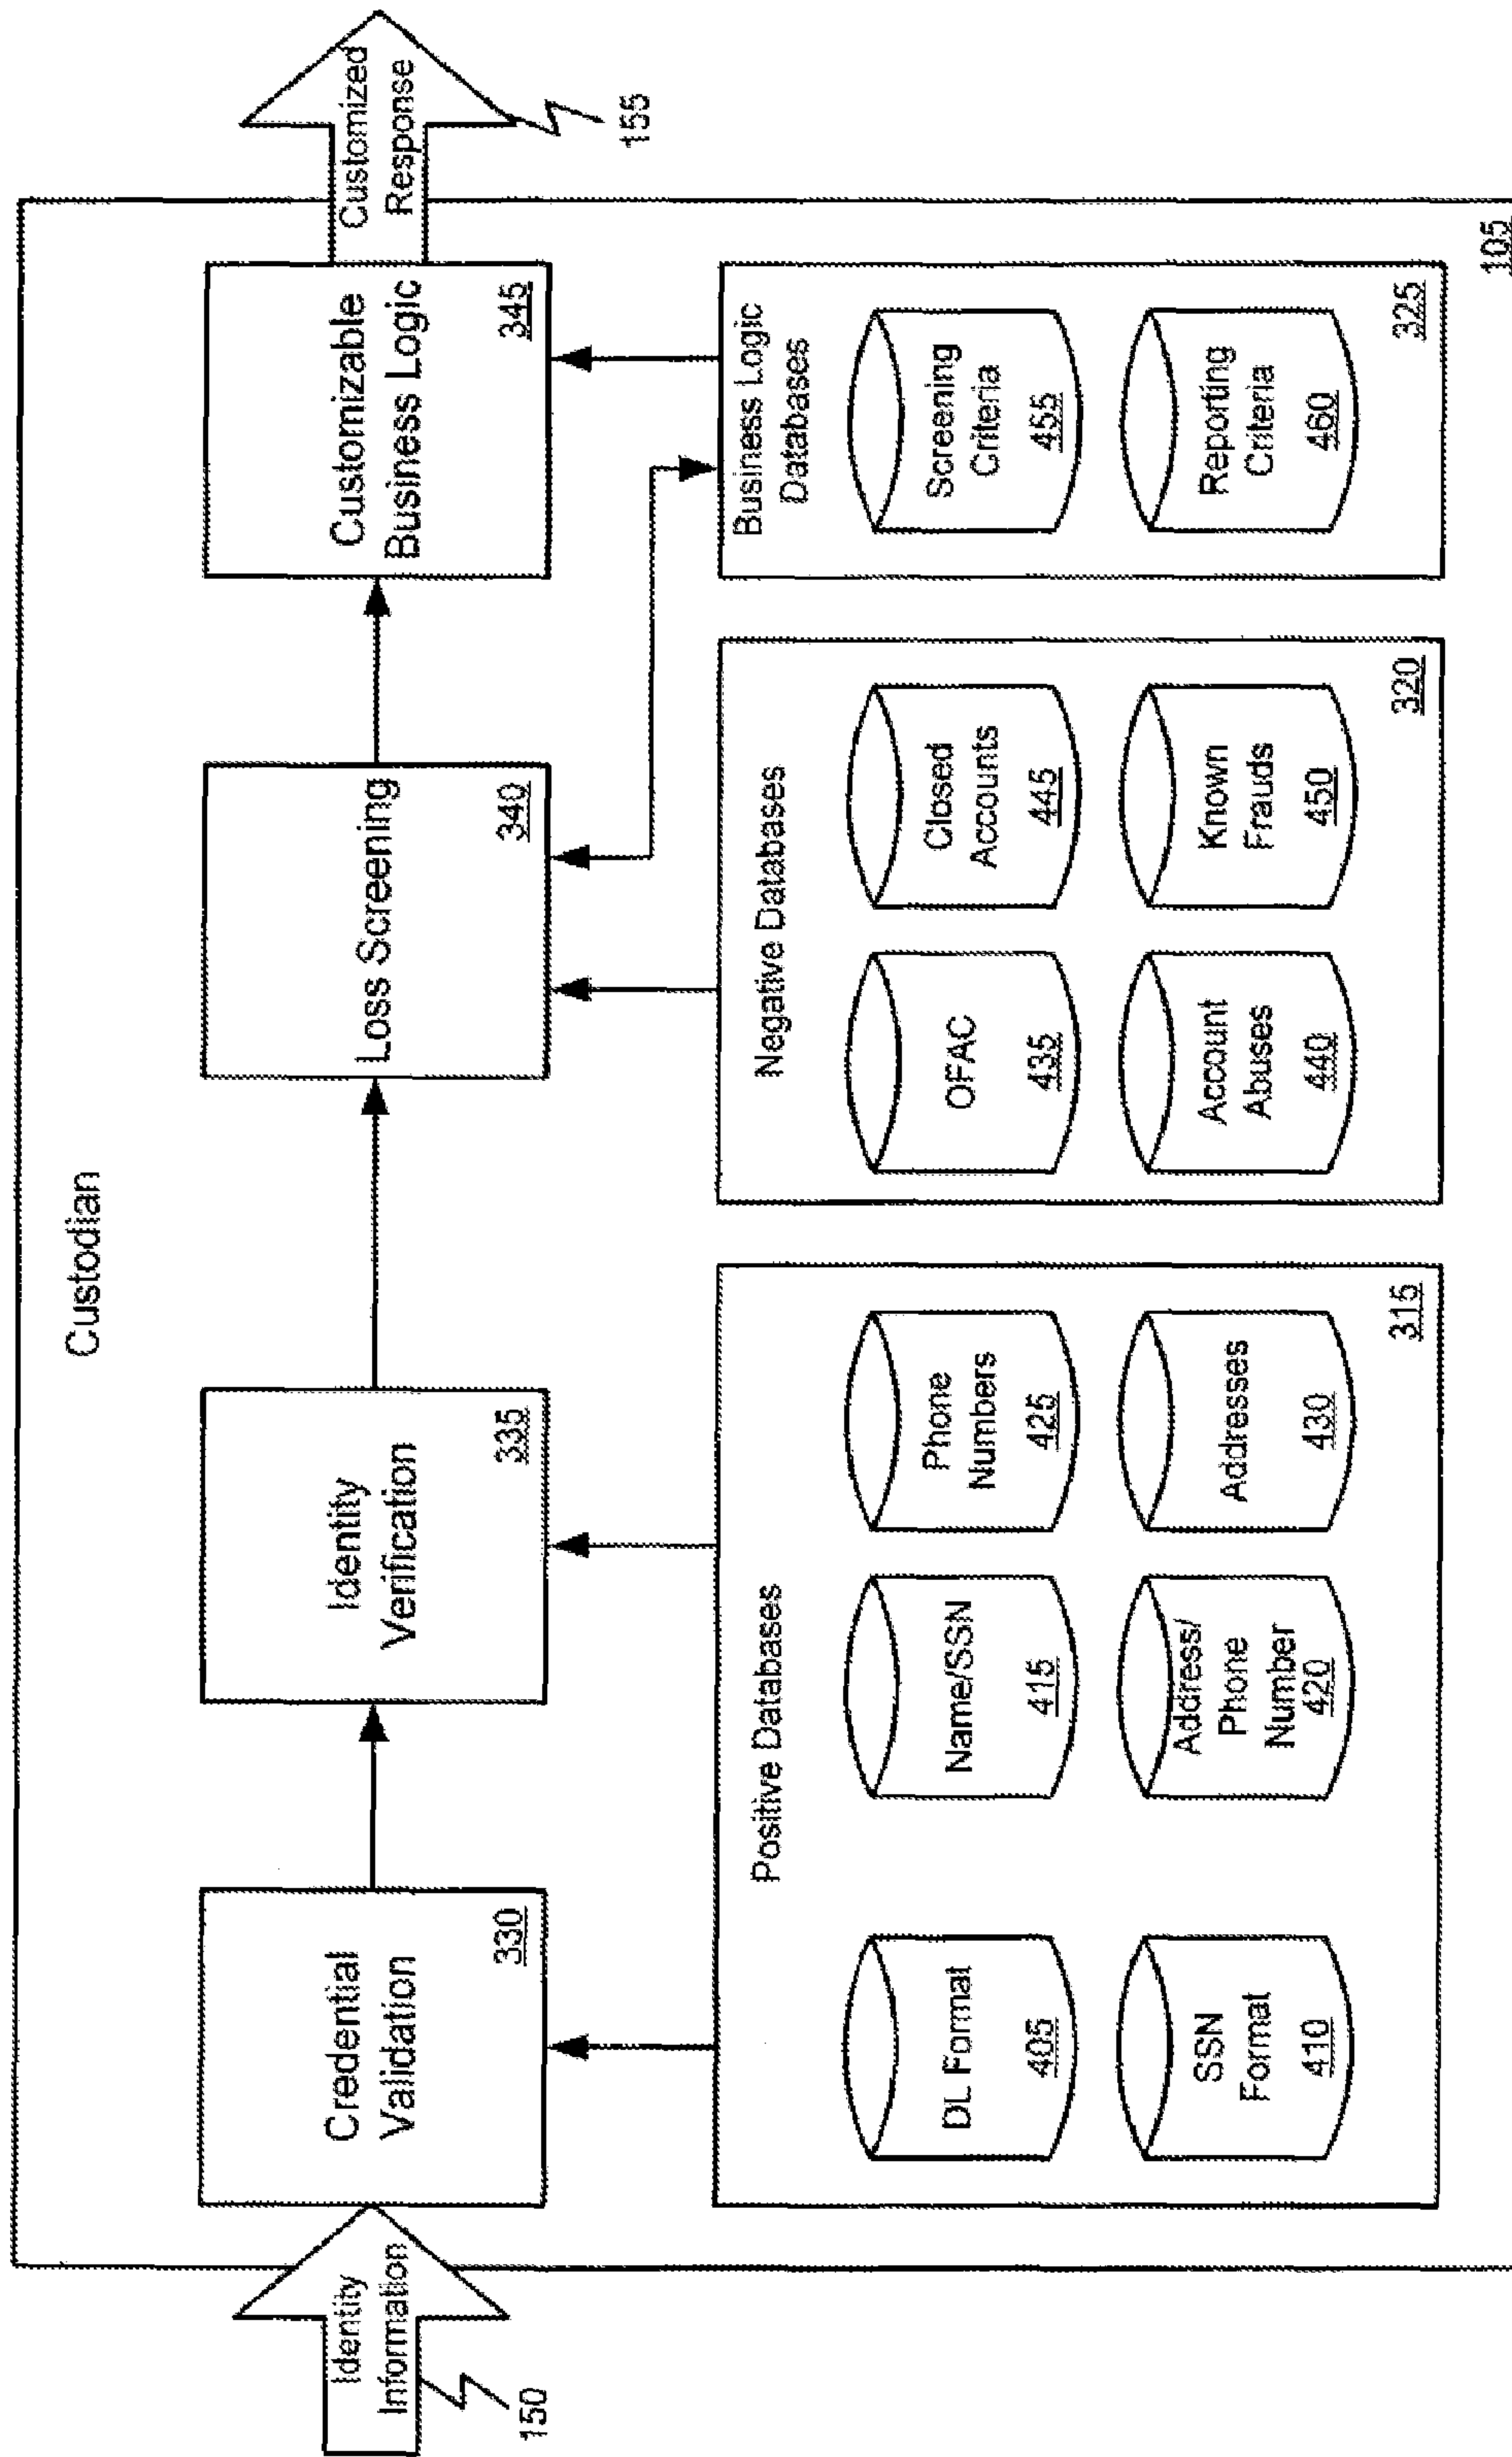 Custodian
Identity
Information
150
Credential
Validation
330
Identity
Verification
335
Loss Screening
340
Customizable
Business Logic
345
Customized
Response
155
Positive Databases
DL Format
405
SSN
Format
410
Name/SSN
415
Address/
Phone
Number
420
Phone
Numbers
425
Addresses
430
315
Negative Databases
OFAC
435
Account
Abuses
440
Closed
Accounts
445
Known
Frauds
450
320
Business Logic
Databases
Screening
Criteria
455
Reporting
Criteria
460
325
105